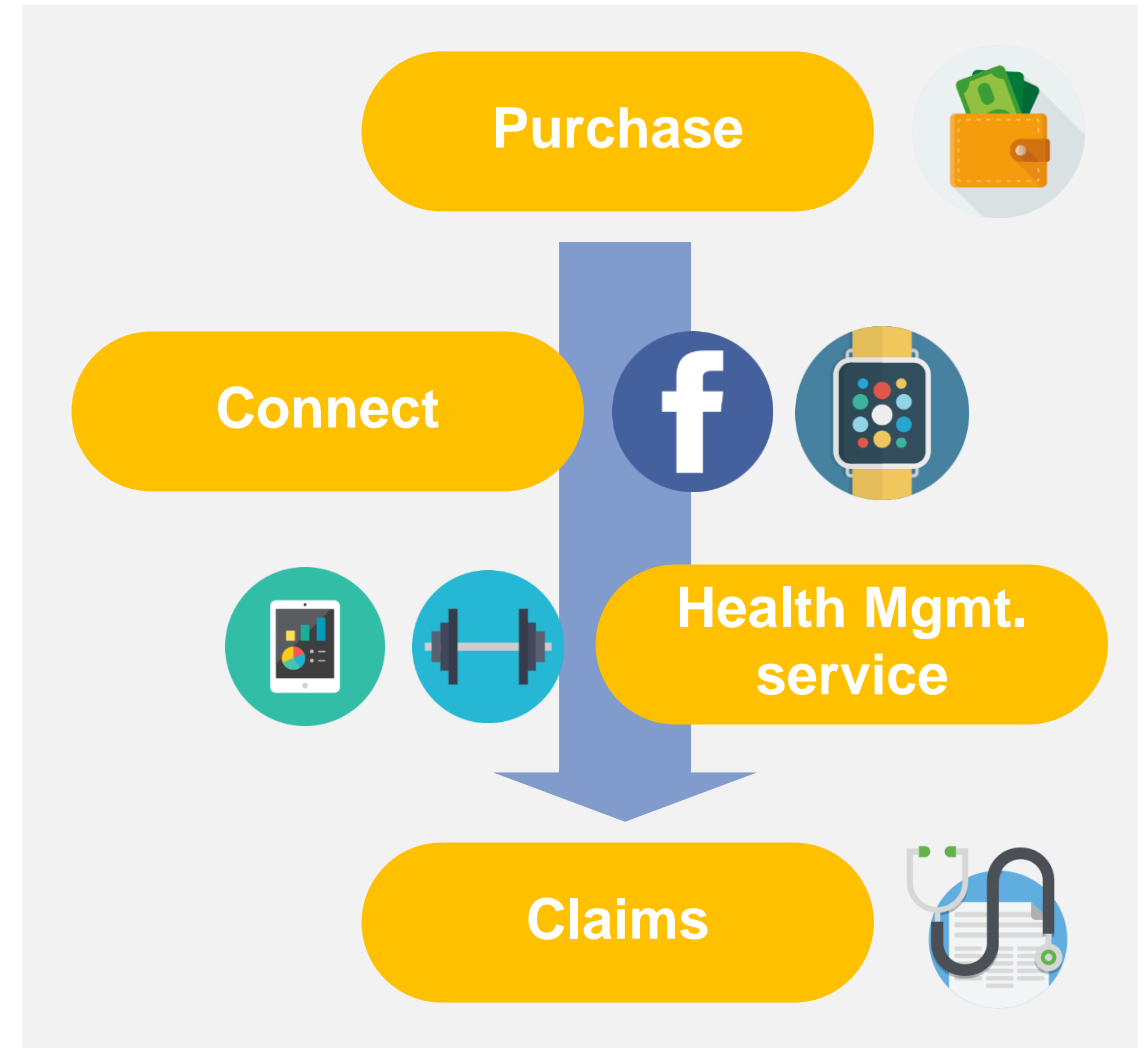 Purchase
Connect
f
Health Mgmt.
service
Claims